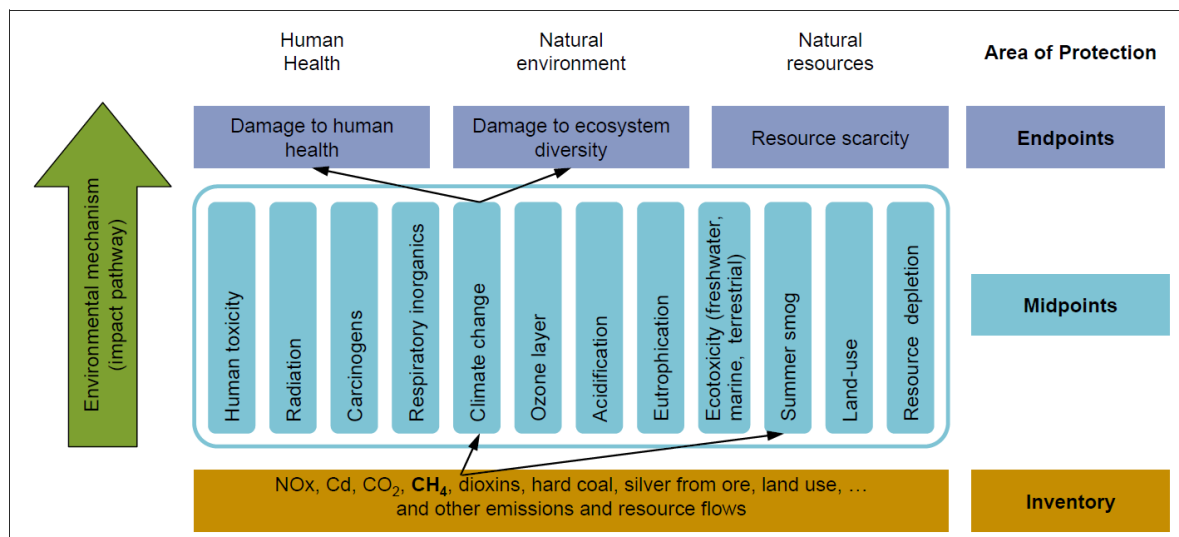 Human
Health
Natural
environment
Natural
resources
Area of Protection
Damage to human
health
Damage to ecosystem
diversity
Resource scarcity
Endpoints
Environmental mechanism
(impact pathway)
Human toxicity
Radiation
Carcinogens
Respiratory inorganics
Climate change
Ozone layer
Acidification
Eutrophication
Ecotoxicity (freshwater,
marine, terrestrial)
Summer smog
Land-use
Resource depletion
Midpoints
NOx, Cd, CO₂, CH₄, dioxins, hard coal, silver from ore, land use, …
and other emissions and resource flows
Inventory